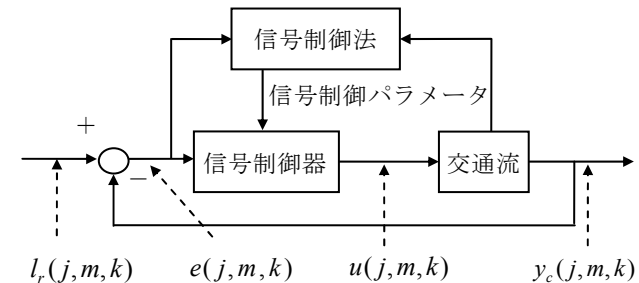 信号制御法
信号制御パラメータ
+
−
信号制御器
交通流
l_r(j,m,k)
e(j,m,k)
u(j,m,k)
y_c(j,m,k)